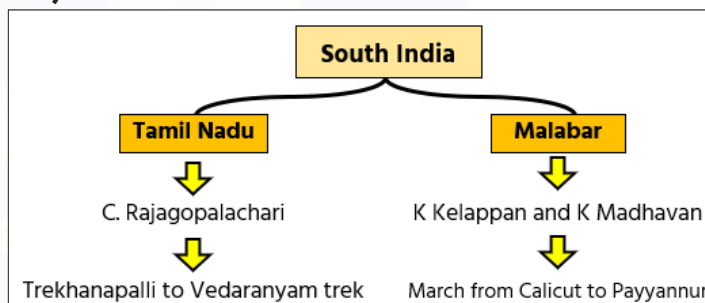 South India
Tamil Nadu
Malabar
C. Rajagopalachari
K Kelappan and K Madhavan
Trekhanapalli to Vedaranyam trek
March from Calicut to Payyannur